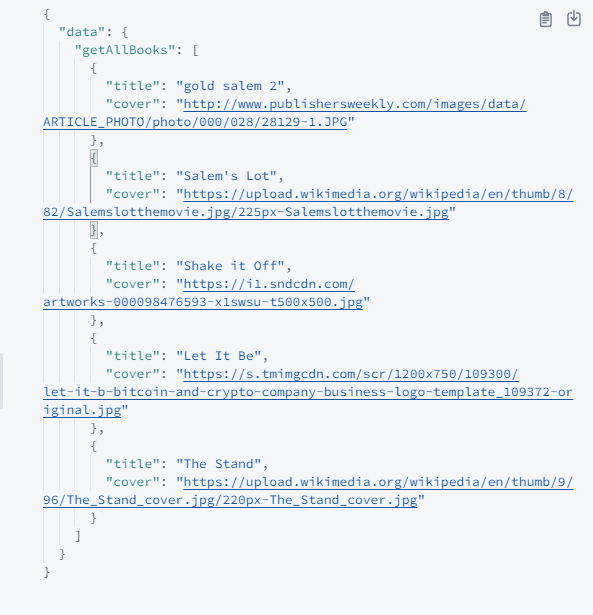 {
"data": {
"getAllBooks": [
{
"title": "gold salem 2",
"cover": "http://www.publishersweekly.com/images/data/
ARTICLE_PHOTO/photo/000/028/28129-1.JPG"
},
{
"title": "Salem's Lot",
"cover": "https://upload.wikimedia.org/wikipedia/en/thumb/8/
82/Salemslotthemovie.jpg/225px-Salemslotthemovie.jpg"
},
{
"title": "Shake it Off",
"cover": "https://i1.sndcdn.com/
artworks-000098476593-x1swsu-t500x500.jpg"
},
{
"title": "Let It Be",
"cover": "https://s.tmimgcdn.com/scr/1200x750/109300/
let-it-b-bitcoin-and-crypto-company-business-logo-template_109372-or
iginal.jpg"
},
{
"title": "The Stand",
"cover": "https://upload.wikimedia.org/wikipedia/en/thumb/9/
96/The_Stand_cover.jpg/220px-The_Stand_cover.jpg"
}
]
}
}